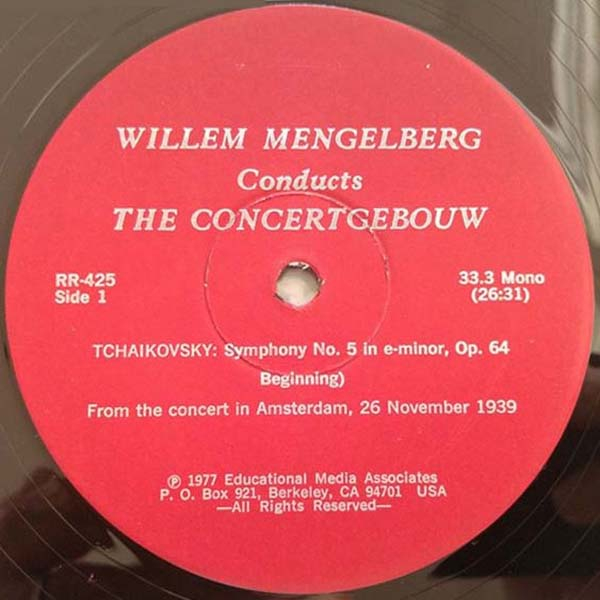 WILLEM MENGELBERG
Conducts
THE CONCERTGEBOUW
RR-425
Side 1
33.3 Mono
(26:31)
TCHAIKOVSKY: Symphony No. 5 in e-minor, Op. 64
Beginning)
From the concert in Amsterdam, 26 November 1939
℗ 1977 Educational Media Associates
P. O. Box 921, Berkeley, CA 94701 USA
—All Rights Reserved—